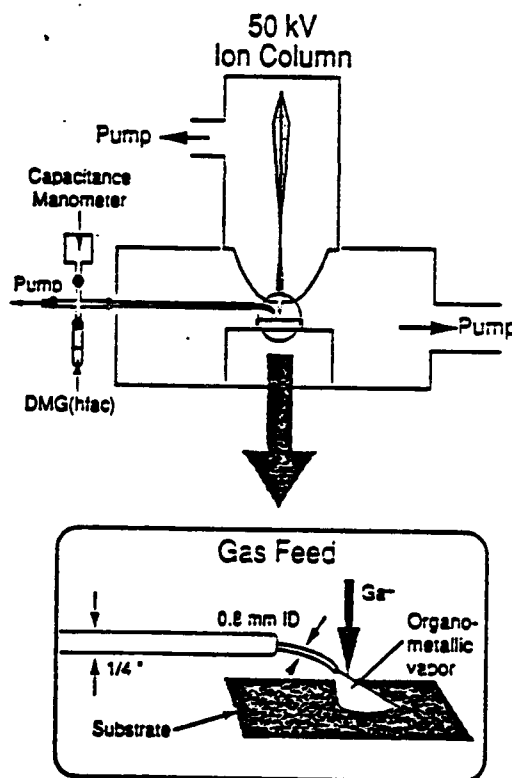 50 kV
Ion Column
Pump
Capacitance
Manometer
Pump
Pump
DMG(hfac)
Gas Feed
0.8 mm ID
Ga+
Organo-
metallic
vapor
1/4"
Substrate